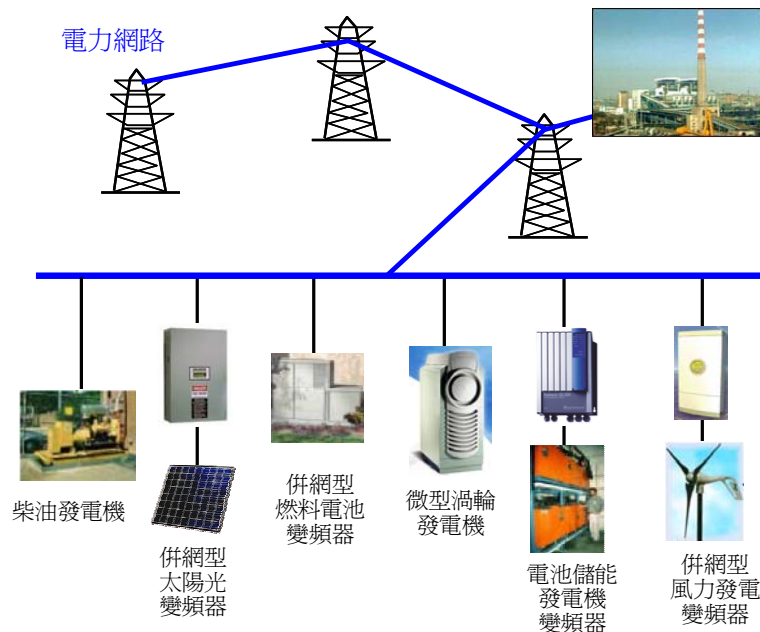 電力網路
柴油發電機
併網型
太陽光
變頻器
併網型
燃料電池
變頻器
微型渦輪
發電機
電池儲能
發電機
變頻器
併網型
風力發電
變頻器